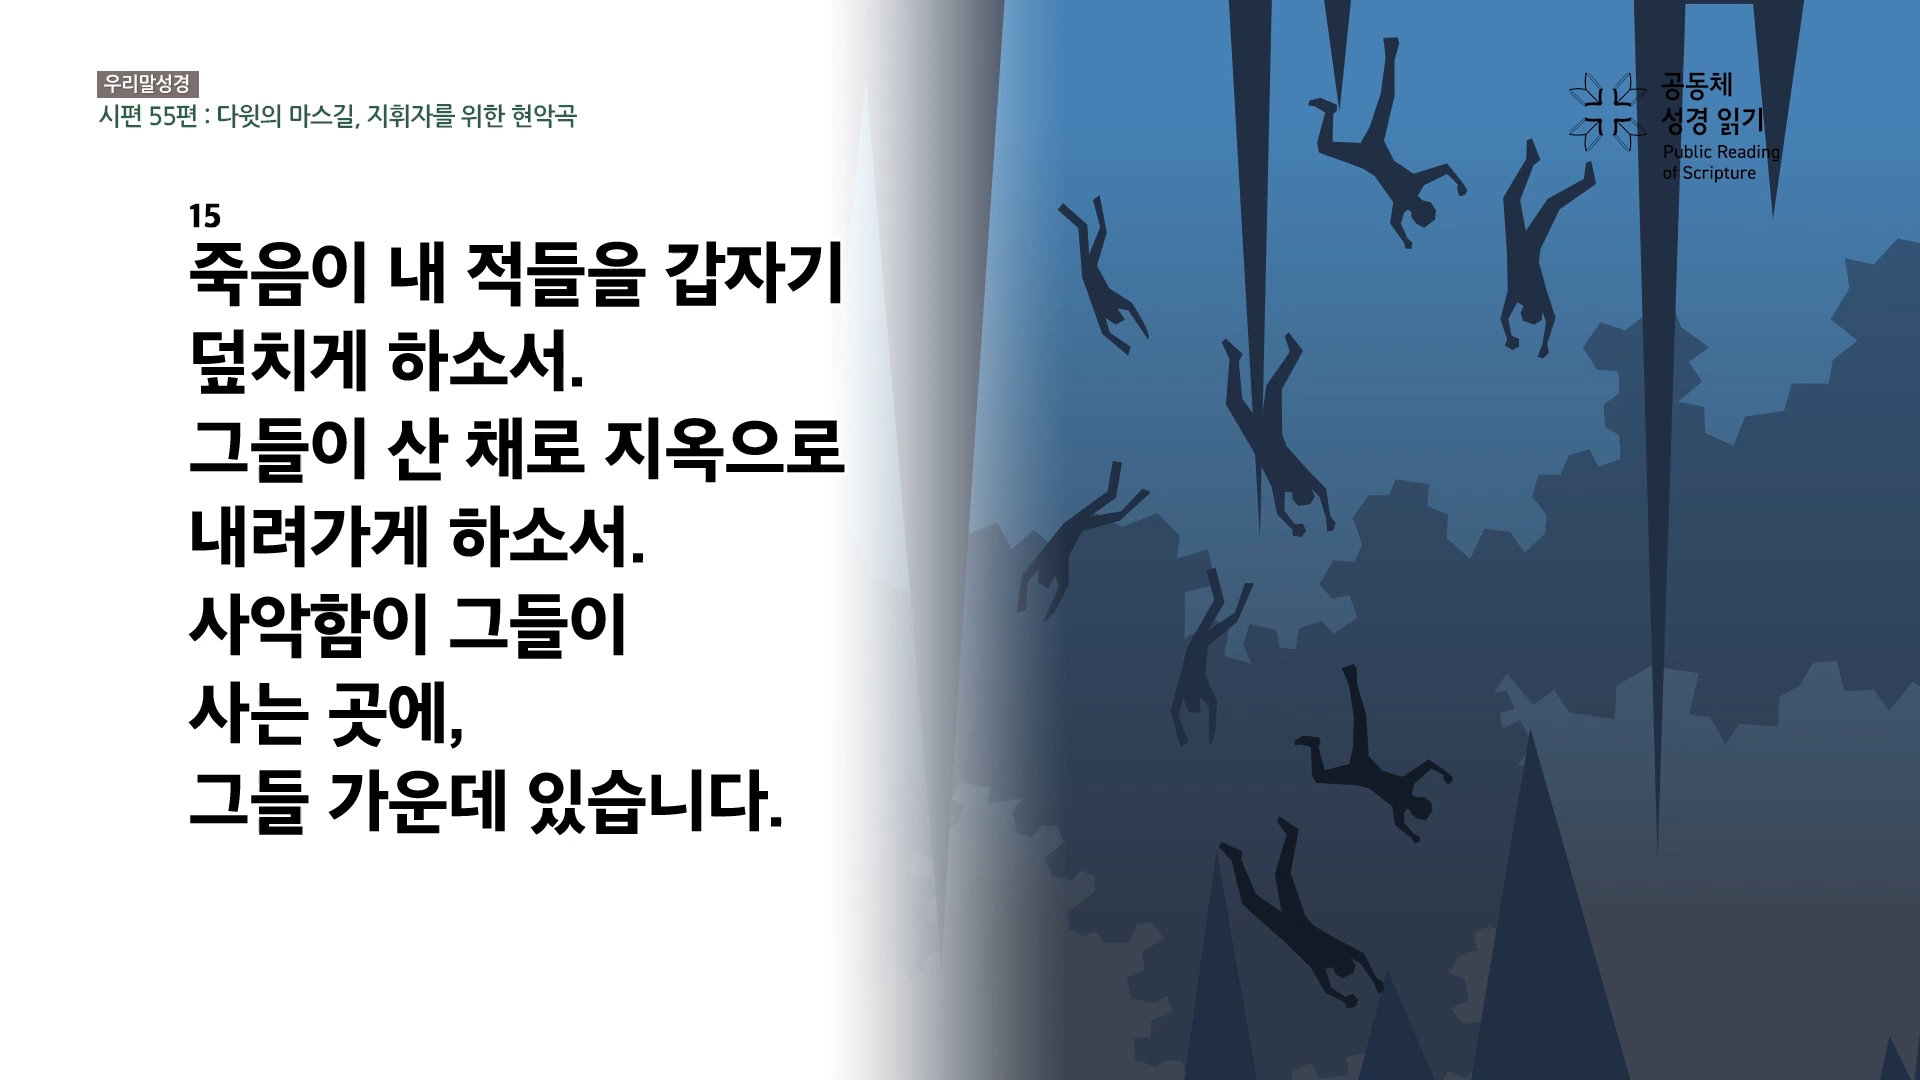 우리말성경
시편 55편 : 다윗의 마스길, 지휘자를 위한 현악곡
공동체
성경 읽기
Public Reading
of Scripture
15
죽음이 내 적들을 갑자기
덮치게 하소서.
그들이 산 채로 지옥으로
내려가게 하소서.
사악함이 그들이
사는 곳에,
그들 가운데 있습니다.